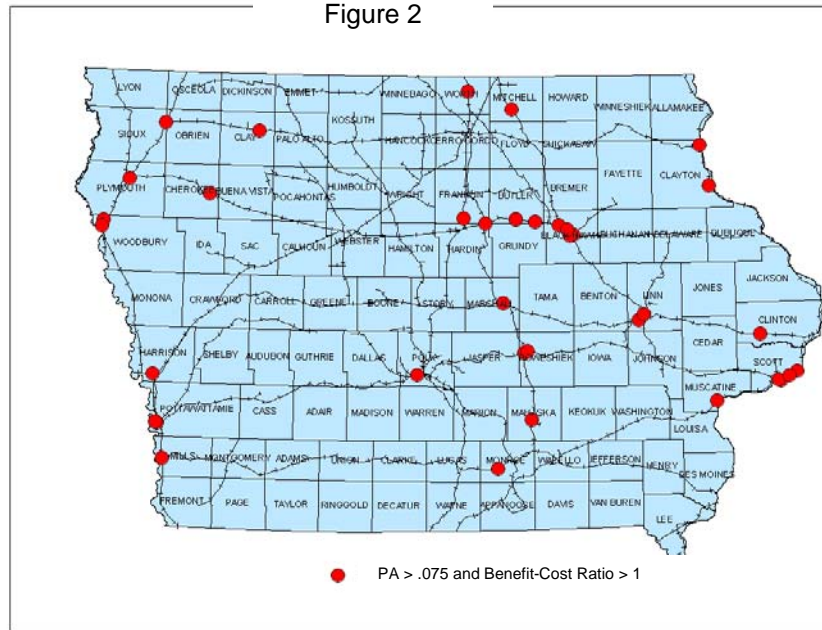 Figure 2
LYON OSCEOLA DICKINSON EMMET WINNEBAGO WORTH MITCHELL HOWARD WINNESHIEK ALLAMAKEE
KOSSUTH
SIOUX OBRIEN CLAY PALO ALTO HANCOCK CERRO GORDO FLOYD CHICKASAW
PLYMOUTH CHEROKEE BUENA VISTA POCAHONTAS HUMBOLDT WRIGHT FRANKLIN BUTLER BREMER FAYETTE CLAYTON
WOODBURY IDA SAC CALHOUN WEBSTER HAMILTON HARDIN GRUNDY BUCHANAN DELAWARE DUBUQUE
MONONA CRAWFORD CARROLL GREENE BOONE STORY MARSHALL TAMA BENTON LINN JONES JACKSON
CLINTON
CEDAR
HARRISON SHELBY AUDUBON GUTHRIE DALLAS POLK JASPER POWESHIEK IOWA JOHNSON SCOTT
MUSCATINE
POTTAWATTAMIE CASS ADAIR MADISON WARREN MARION MAHASKA KEOKUK WASHINGTON
LOUISA
MILLS MONTGOMERY ADAMS UNION CLARKE LUCAS MONROE WAPELLO JEFFERSON HENRY
DES MOINES
FREMONT PAGE TAYLOR RINGGOLD DECATUR WAYNE APPANOOSE DAVIS VAN BUREN
LEE
PA > .075 and Benefit-Cost Ratio > 1